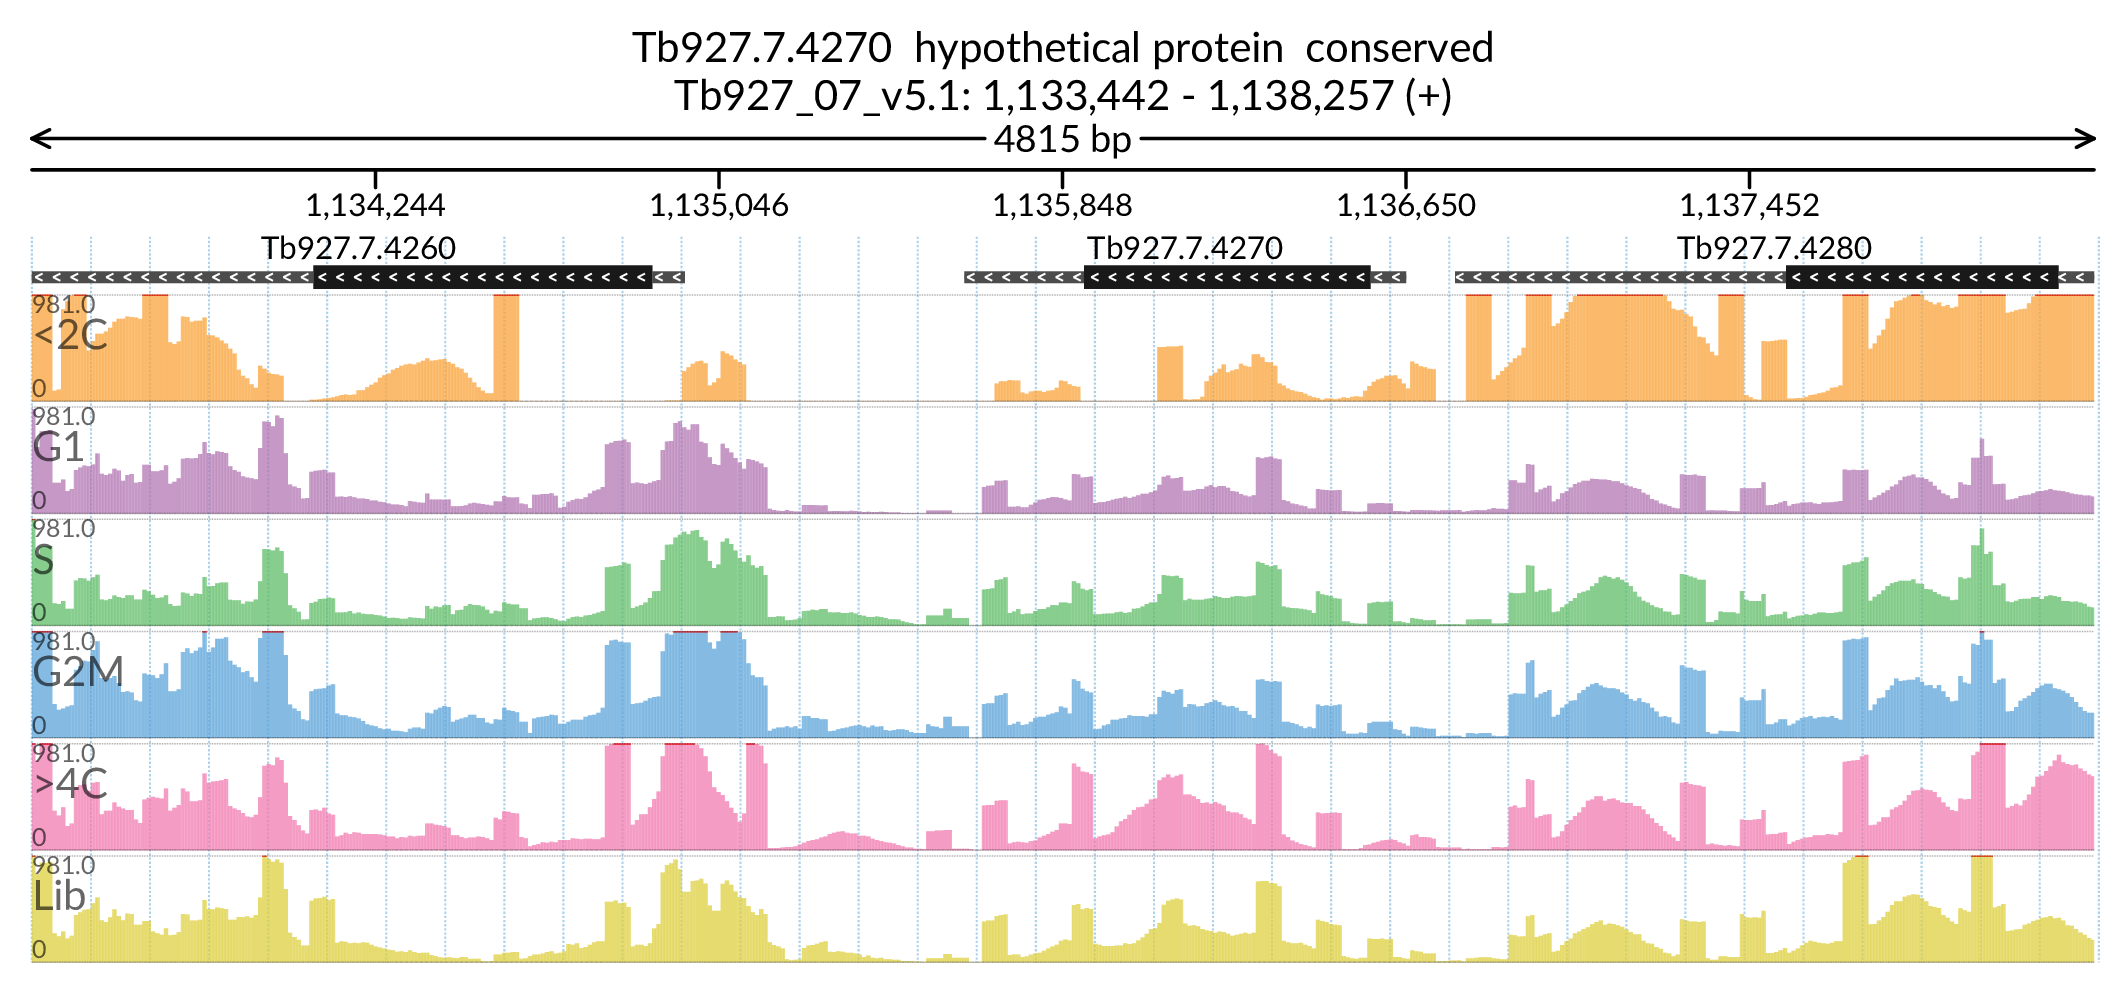 Tb927.7.4270 hypothetical protein conserved
Tb927_07_v5.1: 1,133,442 - 1,138,257 (+)
4815 bp
1,134,244 1,135,046 1,135,848 1,136,650 1,137,452
Tb927.7.4260 Tb927.7.4270 Tb927.7.4280
981.0
<2C
0
981.0
G1
0
981.0
S
0
981.0
G2M
0
981.0
>4C
0
981.0
Lib
0